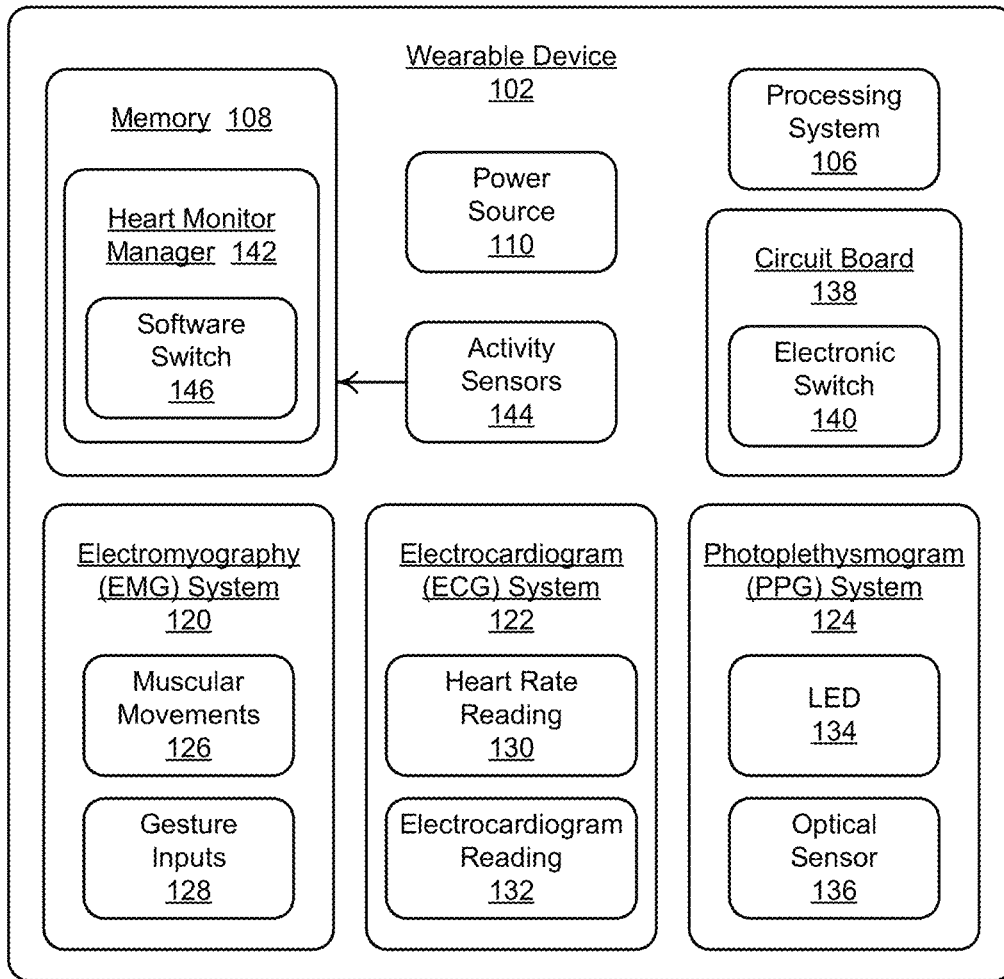 Wearable Device
102
Memory 108
Heart Monitor
Manager 142
Software
Switch
146
Power
Source
110
Activity
Sensors
144
Processing
System
106
Circuit Board
138
Electronic
Switch
140
Electromyography
(EMG) System
120
Muscular
Movements
126
Gesture
Inputs
128
Electrocardiogram
(ECG) System
122
Heart Rate
Reading
130
Electrocardiogram
Reading
132
Photoplethysmogram
(PPG) System
124
LED
134
Optical
Sensor
136